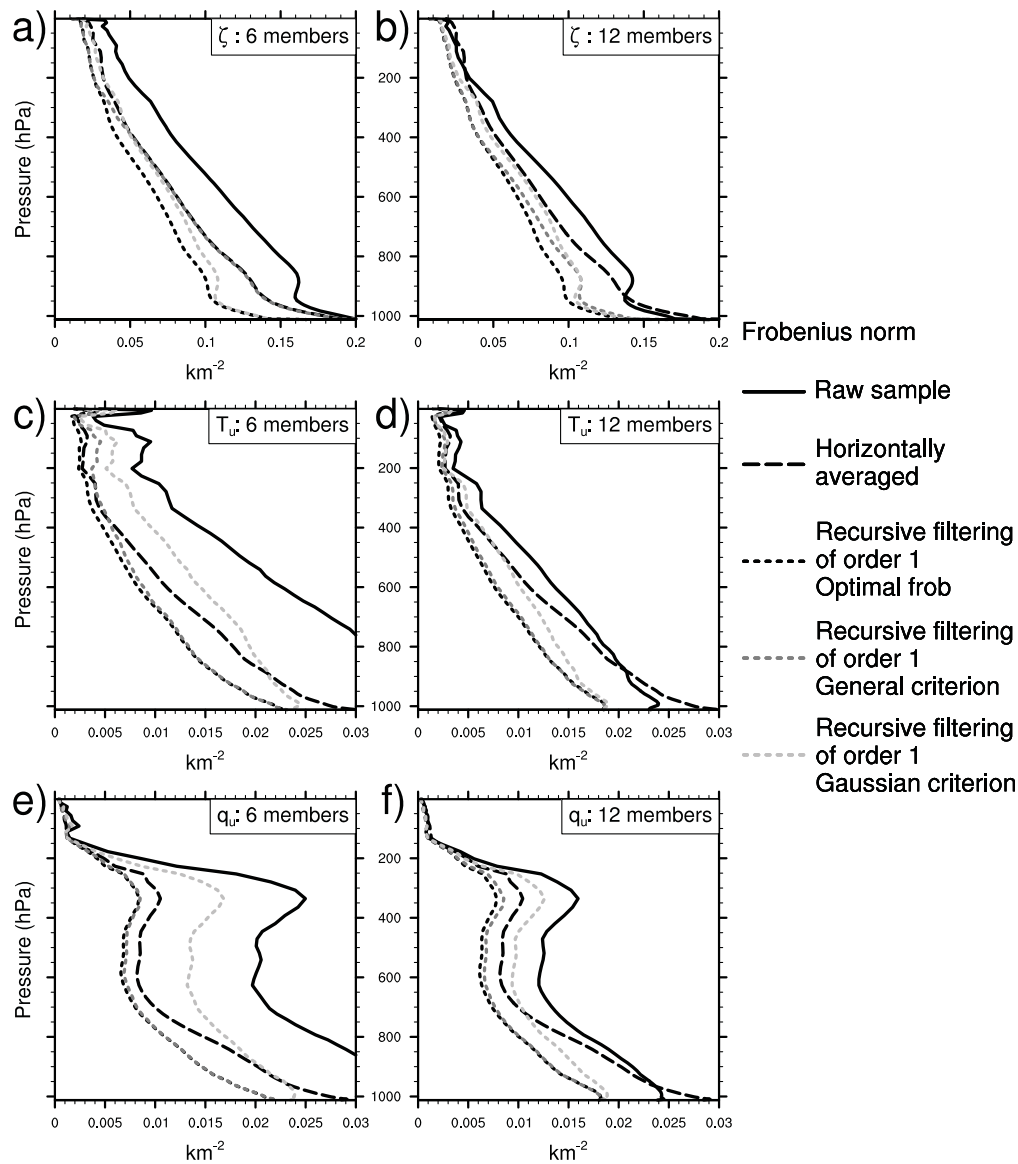 a)
ζ : 6 members
Pressure (hPa)
0 0.05 0.1 0.15 0.2
km-2
b)
ζ : 12 members
200
400
600
800
1000
0 0.05 0.1 0.15 0.2
km-2
c)
Tu: 6 members
Pressure (hPa)
0 0.005 0.01 0.015 0.02 0.025 0.03
km-2
d)
Tu: 12 members
200
400
600
800
1000
0 0.005 0.01 0.015 0.02 0.025 0.03
km-2
e)
qu: 6 members
Pressure (hPa)
0 0.005 0.01 0.015 0.02 0.025 0.03
km-2
f)
qu: 12 members
200
400
600
800
1000
0 0.005 0.01 0.015 0.02 0.025 0.03
km-2
Frobenius norm
Raw sample
Horizontally
averaged
Recursive filtering
of order 1
Optimal frob
Recursive filtering
of order 1
General criterion
Recursive filtering
of order 1
Gaussian criterion